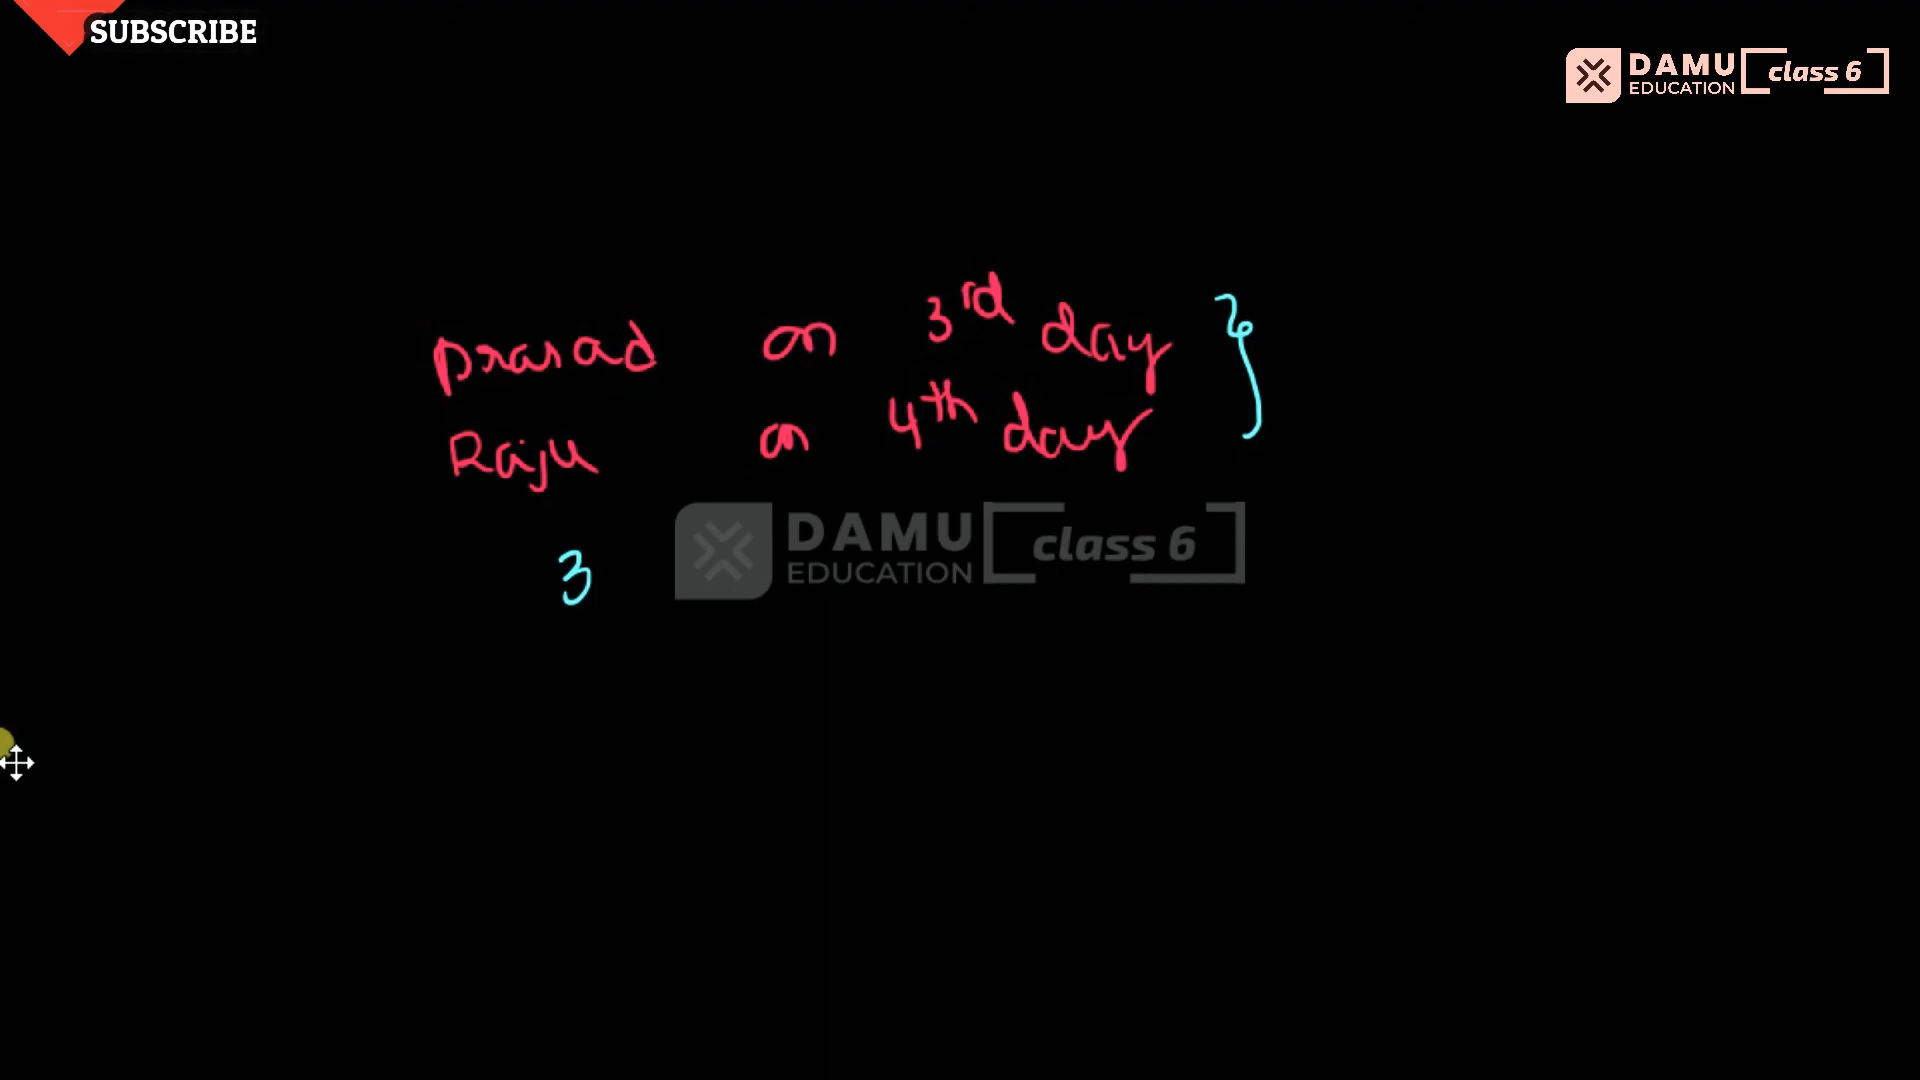 SUBSCRIBE
DAMU EDUCATION class 6
prasad on 3rd day
Raju on 4th day
DAMU EDUCATION class 6
3